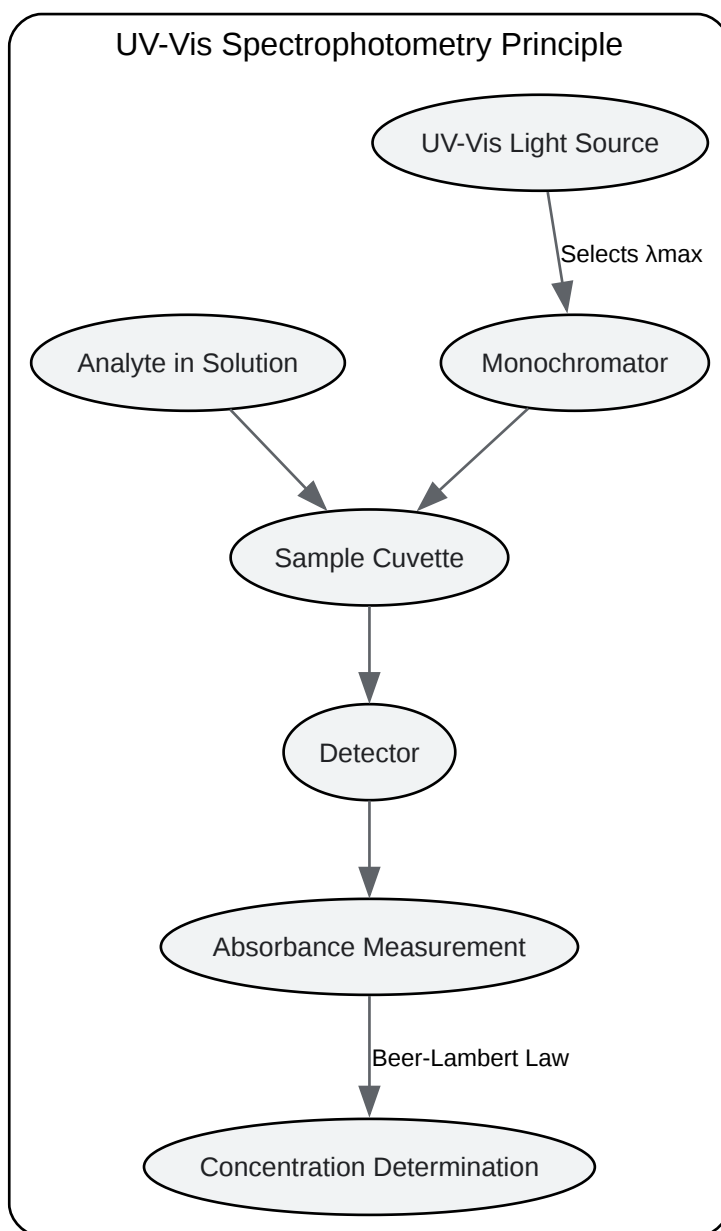 UV-Vis Spectrophotometry Principle
UV-Vis Light Source
Selects λmax
Analyte in Solution
Monochromator
Sample Cuvette
Detector
Absorbance Measurement
Beer-Lambert Law
Concentration Determination